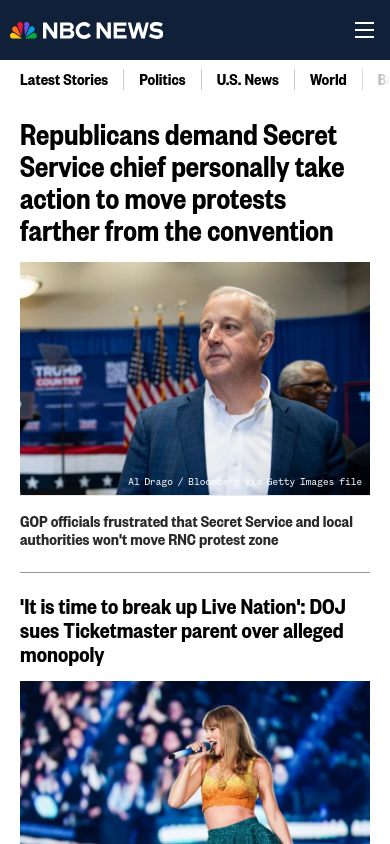 NBC NEWS
Latest Stories
Politics
U.S. News
World
Republicans demand Secret
Service chief personally take
action to move protests
farther from the convention
TRUMP
COUNTRY
Al Drago / Bloomberg via Getty Images file
GOP officials frustrated that Secret Service and local
authorities won't move RNC protest zone
'It is time to break up Live Nation': DOJ
sues Ticketmaster parent over alleged
monopoly